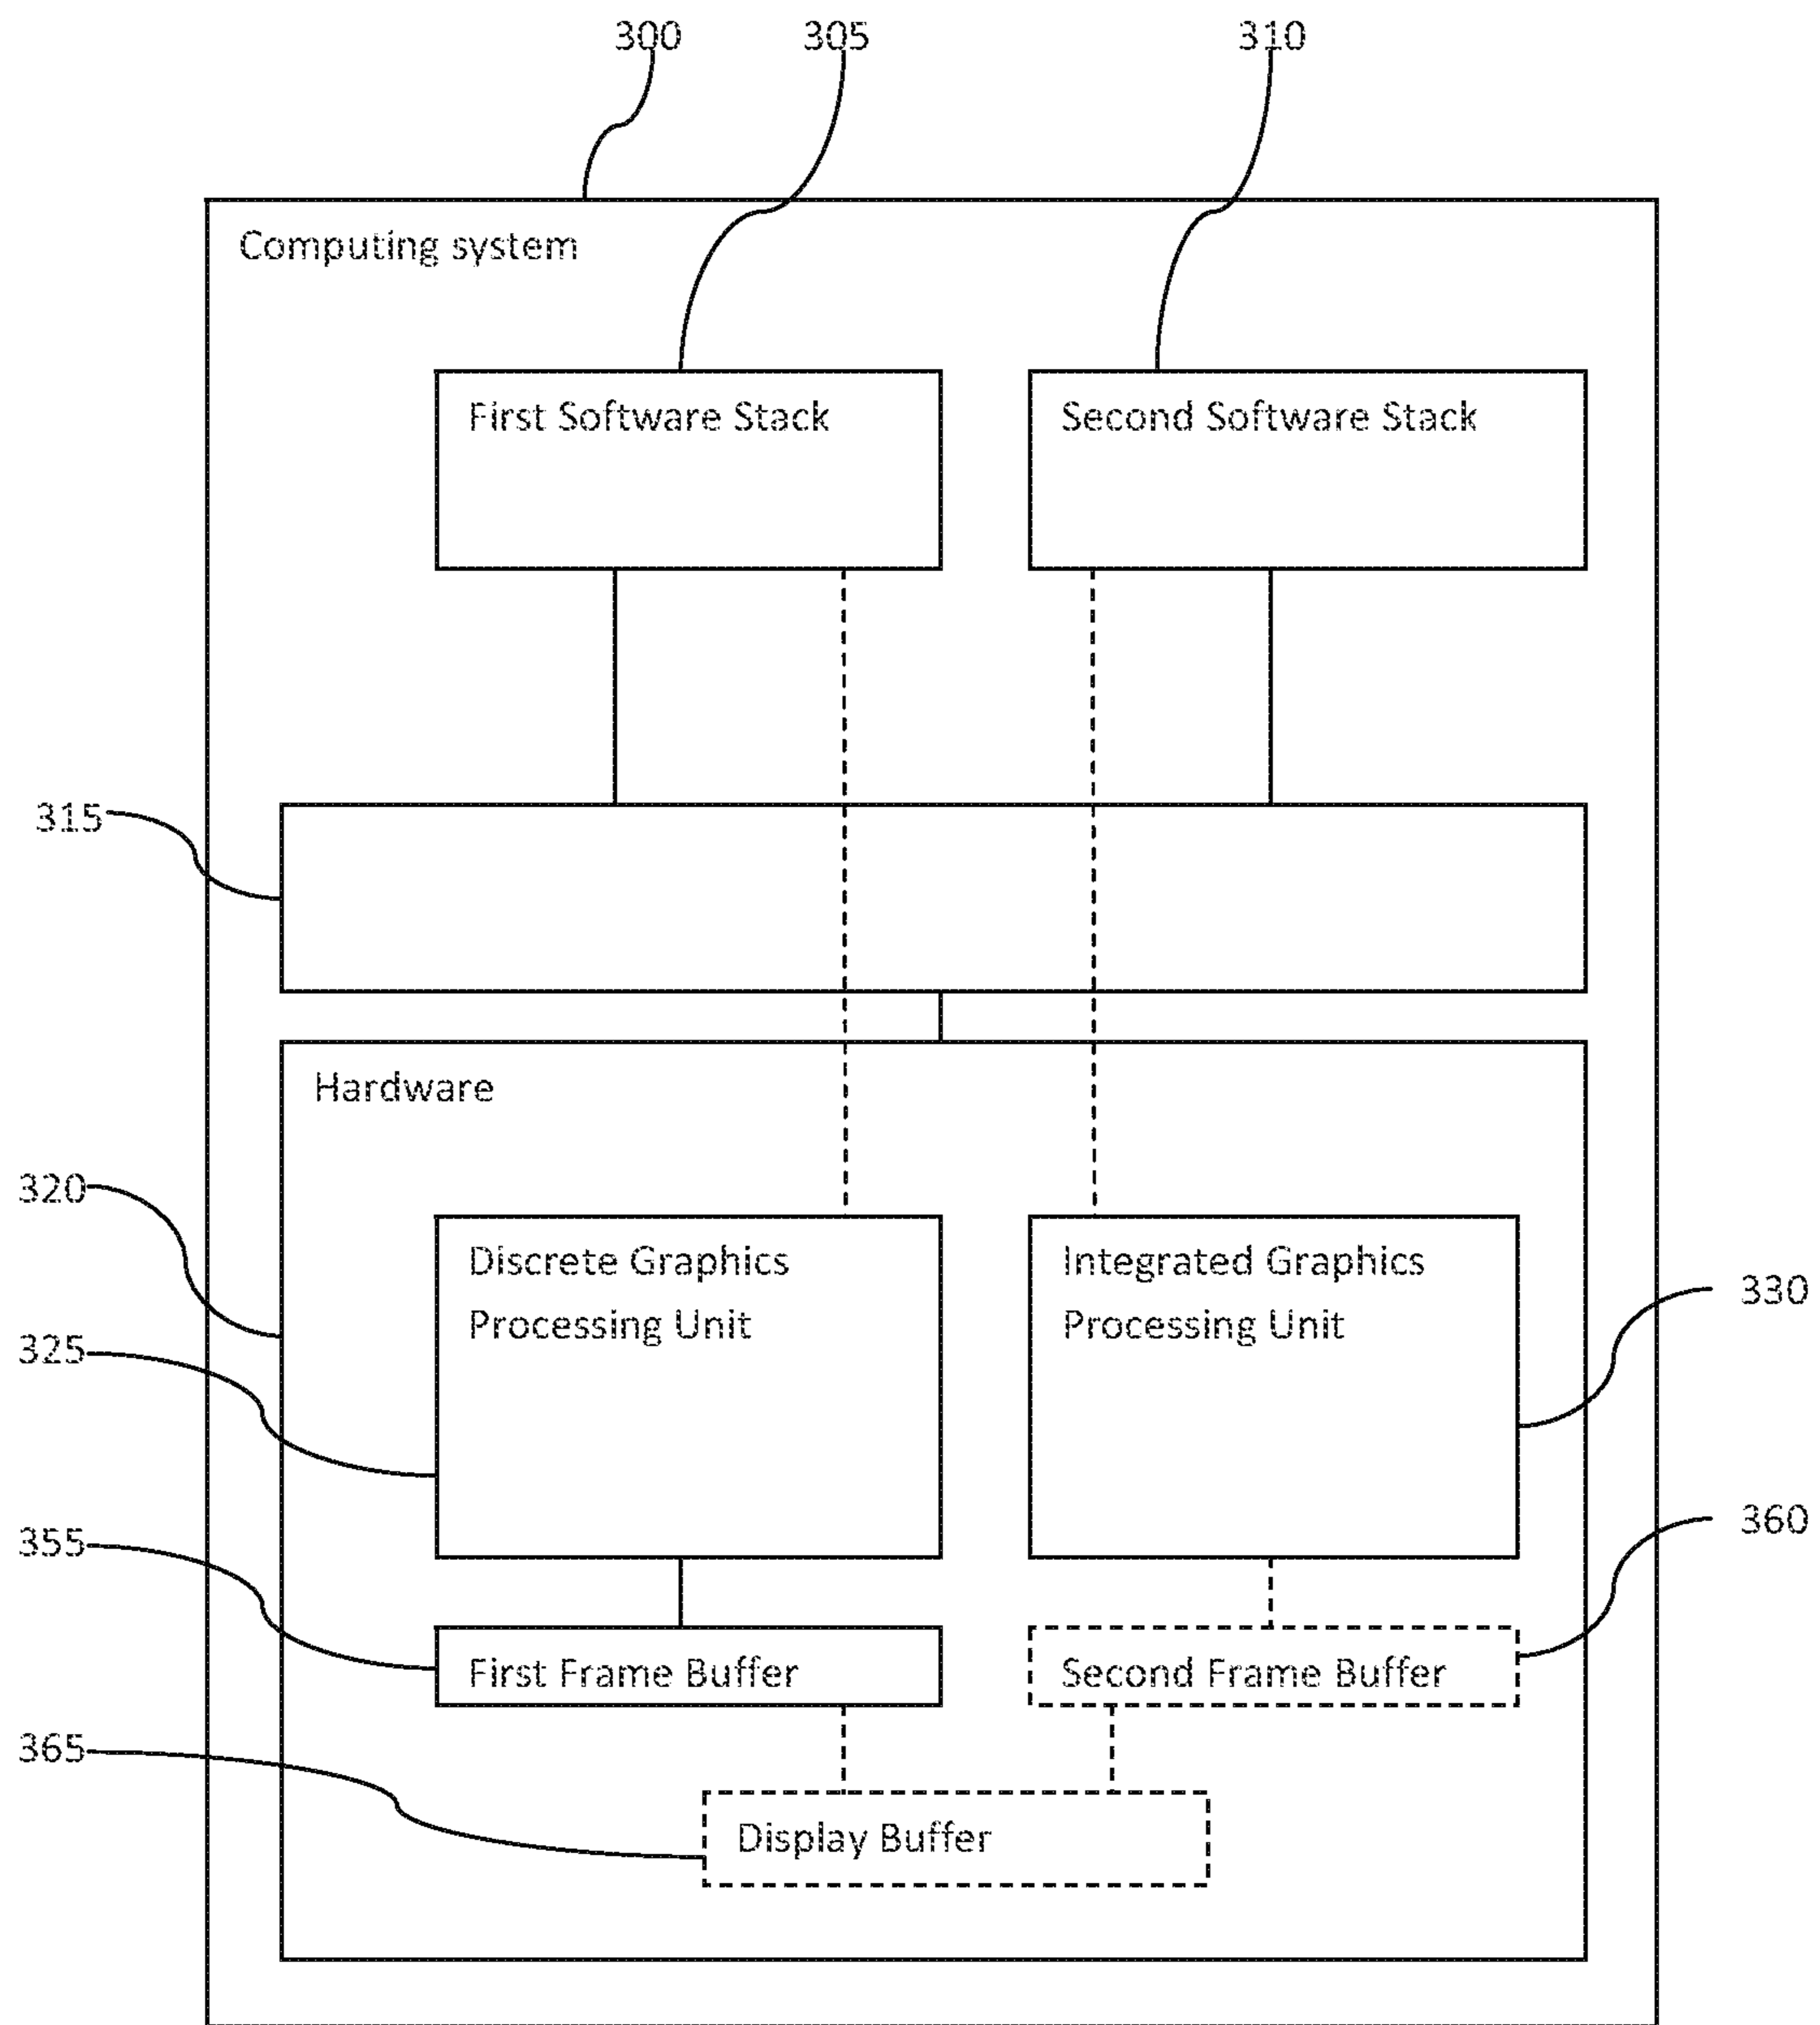 300
305
310
Computing system
First Software Stack
Second Software Stack
315
Hardware
320
Discrete Graphics
Processing Unit
Integrated Graphics
Processing Unit
330
325
355
360
First Frame Buffer
Second Frame Buffer
365
Display Buffer